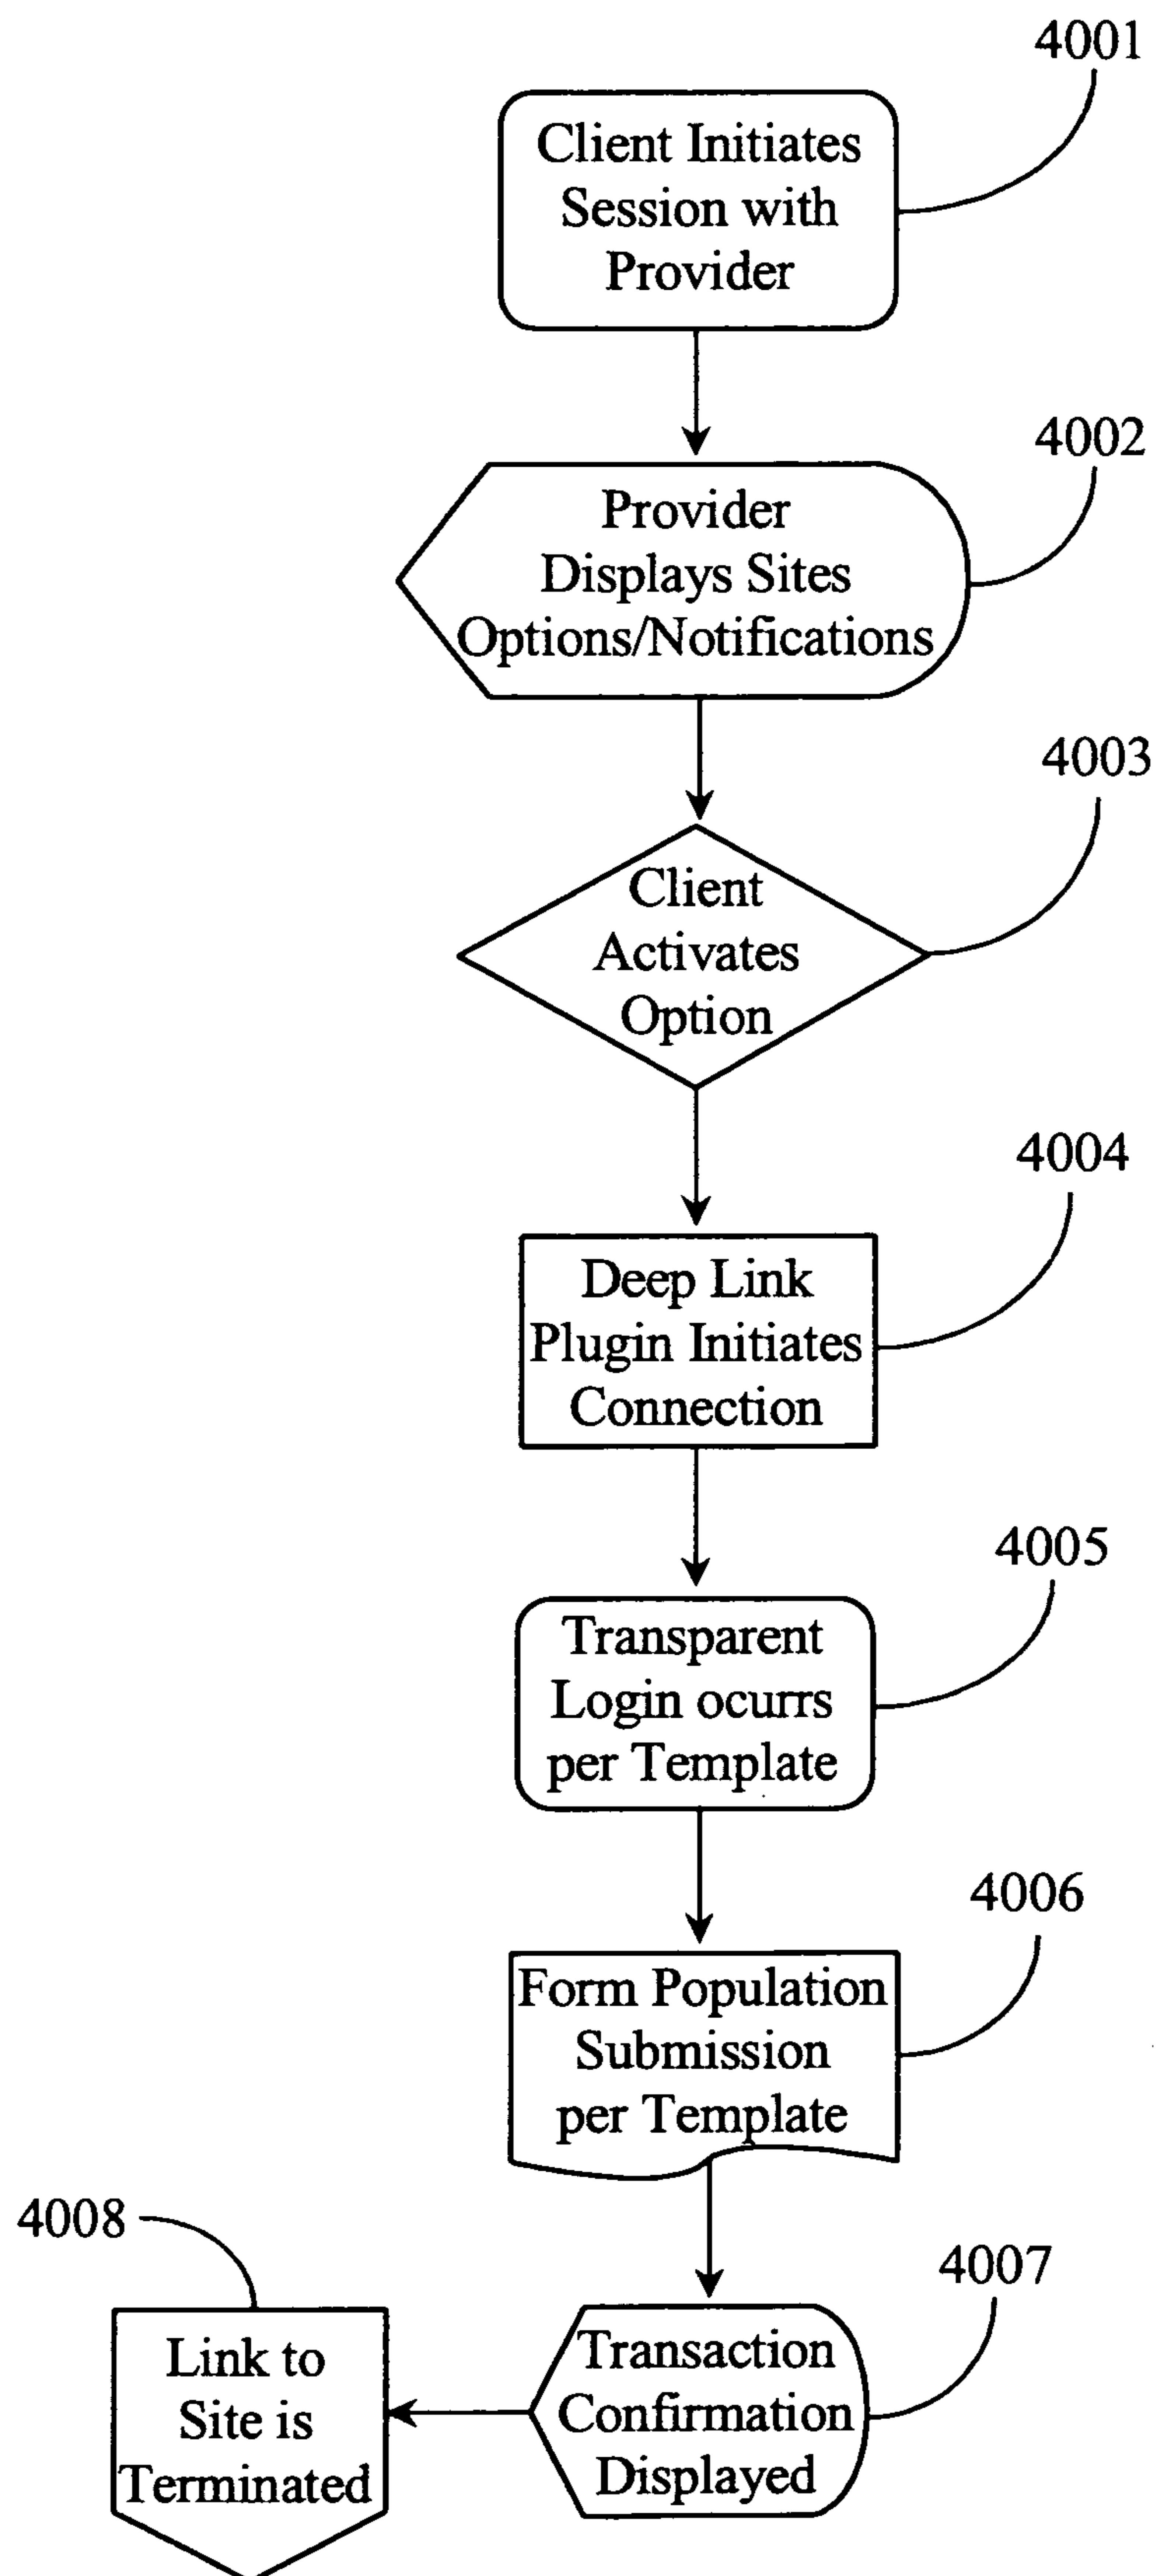 4001
Client Initiates
Session with
Provider
4002
Provider
Displays Sites
Options/Notifications
4003
Client
Activates
Option
4004
Deep Link
Plugin Initiates
Connection
4005
Transparent
Login ocurrs
per Template
4006
Form Population
Submission
per Template
4007
Transaction
Confirmation
Displayed
4008
Link to
Site is
Terminated